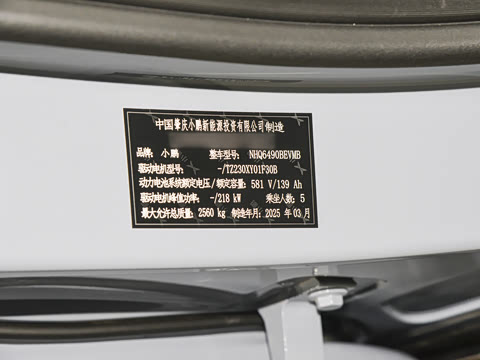 中国肇庆小鹏新能源投资有限公司制造
品牌： 小鹏 整车型号： NHQ6490BEVMB
驱动电机型号： -/TZ230XY01F30B
动力电池系统额定电压/额定容量： 581 V/139 Ah
驱动电机峰值功率： -/218 kW 乘坐人数： 5
最大允许总质量： 2560 kg 制造年月： 2025 年 03 月